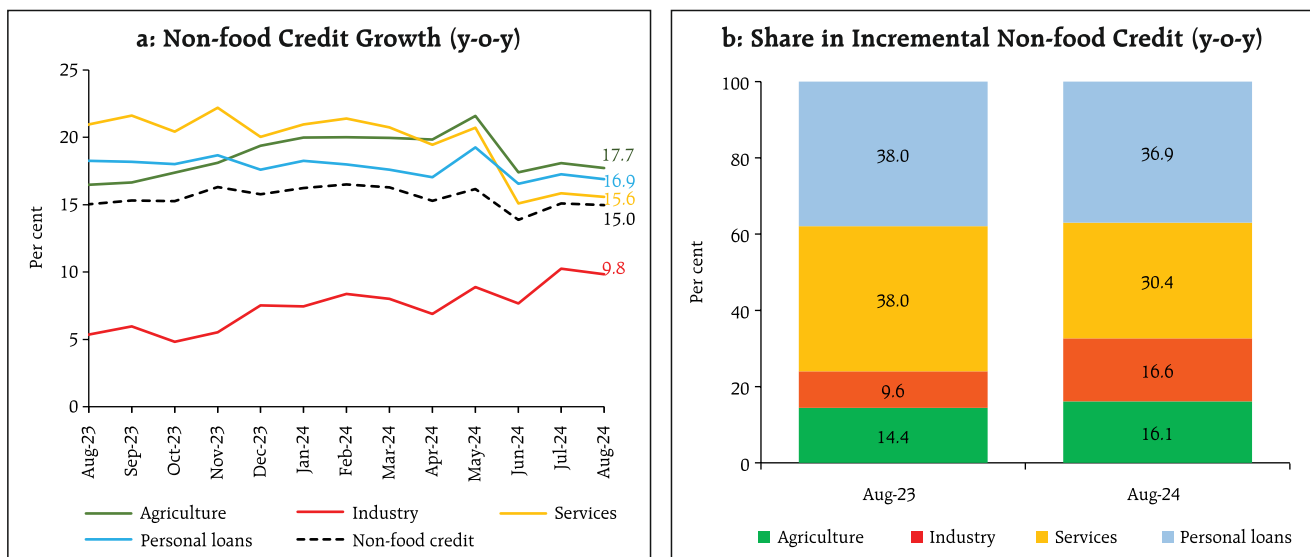 a: Non-food Credit Growth (y-o-y)
Per cent
25
20
15
10
5
0
17.7
16.9
15.6
15.0
9.8
Aug-23
Sep-23
Oct-23
Nov-23
Dec-23
Jan-24
Feb-24
Mar-24
Apr-24
May-24
Jun-24
Jul-24
Aug-24
Agriculture
Industry
Services
Personal loans
Non-food credit
b: Share in Incremental Non-food Credit (y-o-y)
Per cent
100
80
60
40
20
0
38.0
38.0
9.6
14.4
36.9
30.4
16.6
16.1
Aug-23
Aug-24
Agriculture
Industry
Services
Personal loans